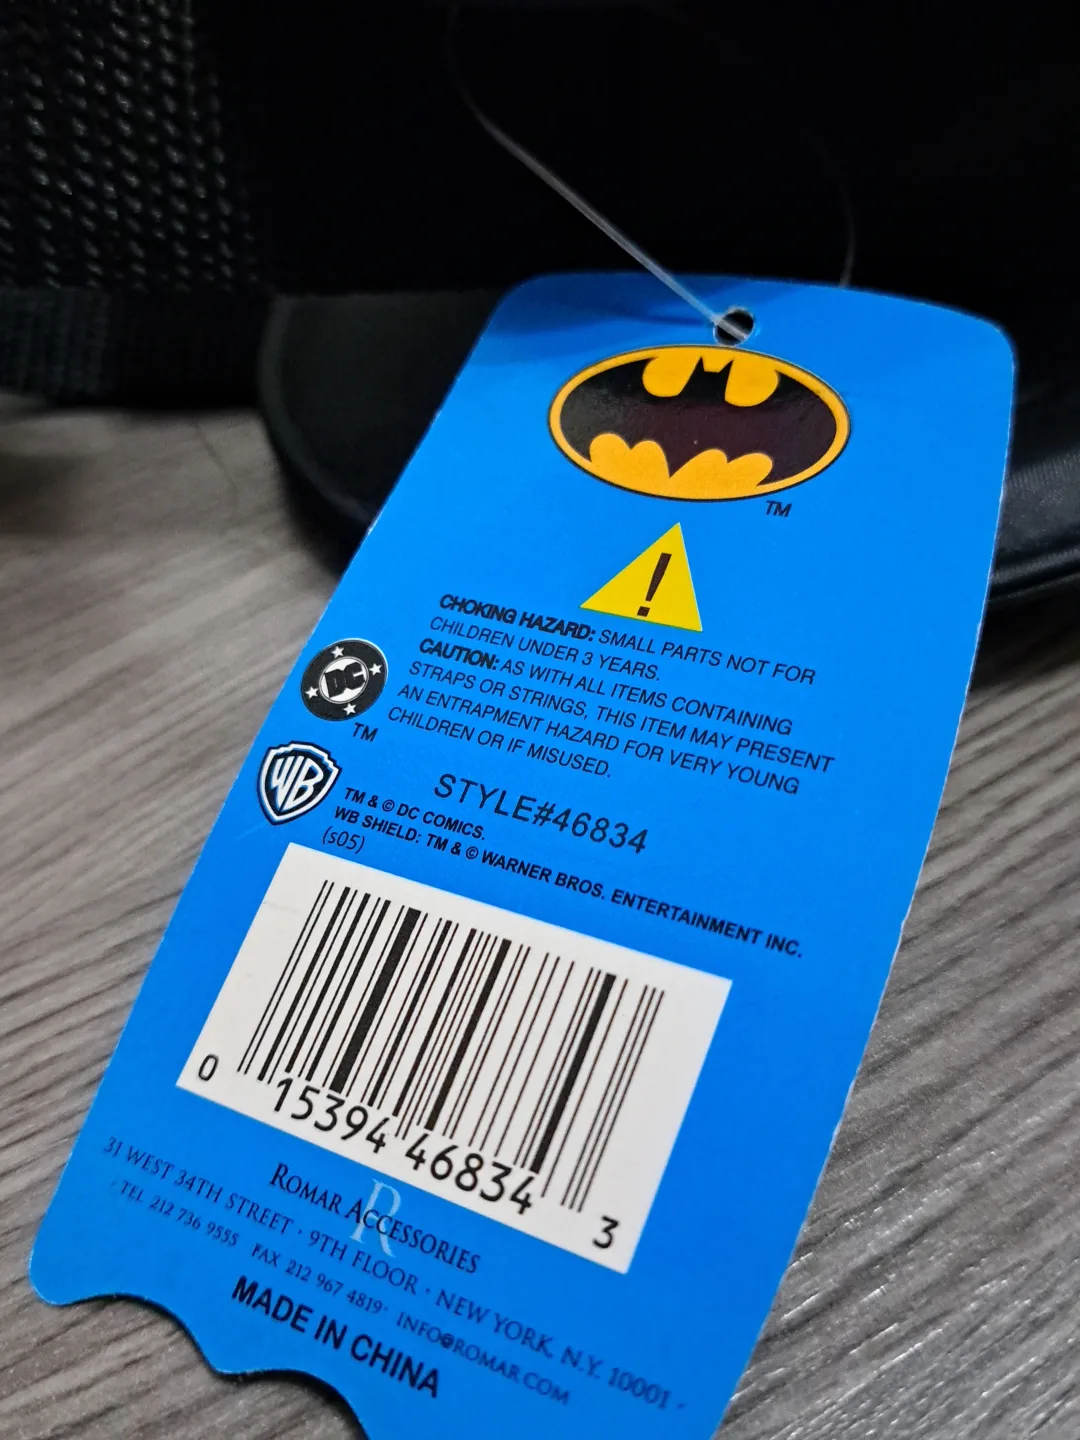 TM
!
CHOKING HAZARD: SMALL PARTS NOT FOR
CHILDREN UNDER 3 YEARS.
CAUTION: AS WITH ALL ITEMS CONTAINING
STRAPS OR STRINGS, THIS ITEM MAY PRESENT
AN ENTRAPMENT HAZARD FOR VERY YOUNG
CHILDREN OR IF MISUSED.
DC
TM
WB
STYLE#46834
TM & © DC COMICS.
WB SHIELD: TM & © WARNER BROS. ENTERTAINMENT INC.
(s05)
0 15394 46834 3
R
ROMAR ACCESSORIES
31 WEST 34TH STREET · 9TH FLOOR · NEW YORK, N.Y. 10001
TEL 212 736 9555 FAX 212 967 4819 INFO@ROMAR.COM
MADE IN CHINA